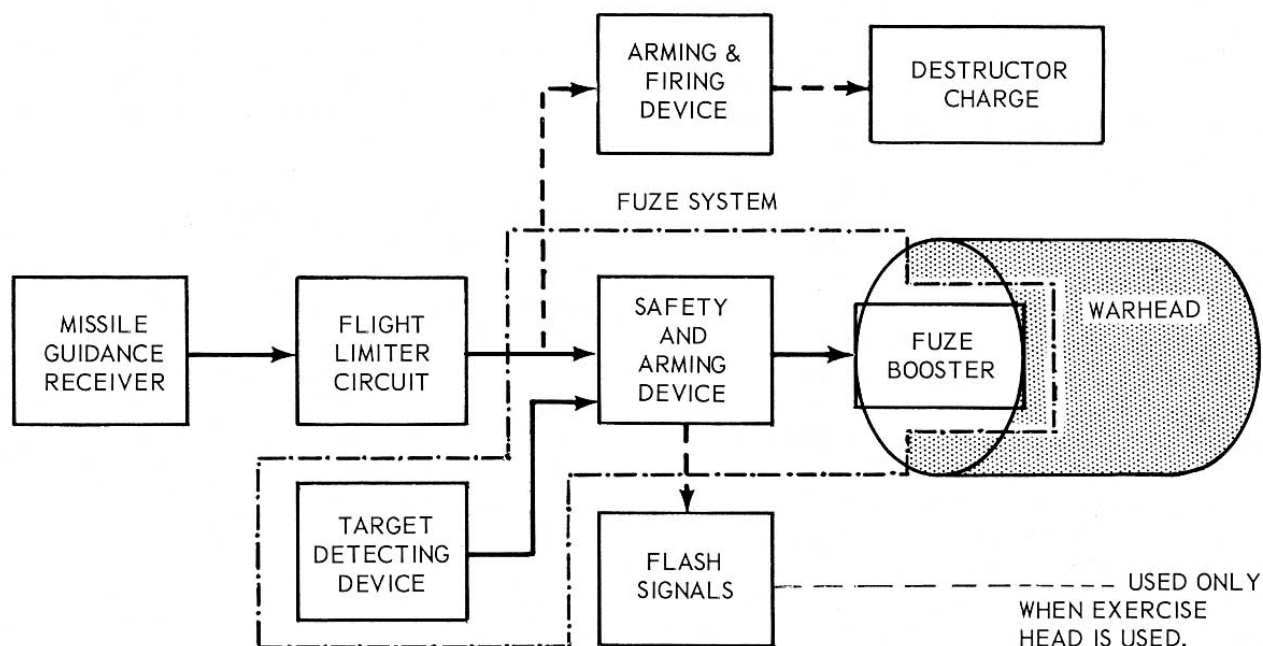 ARMING &
FIRING
DEVICE
DESTRUCTOR
CHARGE
FUZE SYSTEM
MISSILE
GUIDANCE
RECEIVER
FLIGHT
LIMITER
CIRCUIT
SAFETY
AND
ARMING
DEVICE
FUZE
BOOSTER
WARHEAD
TARGET
DETECTING
DEVICE
FLASH
SIGNALS
USED ONLY
WHEN EXERCISE
HEAD IS USED.